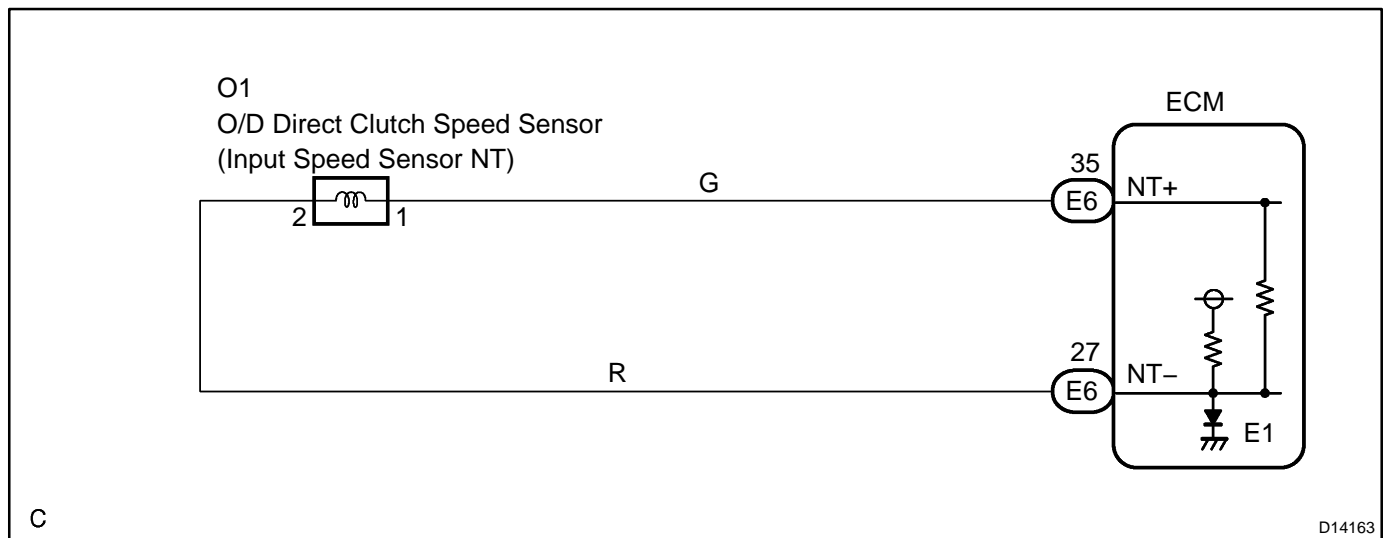 O1
O/D Direct Clutch Speed Sensor
(Input Speed Sensor NT)
2
1
G
R
ECM
35
E6
NT+
27
E6
NT−
E1
C
D14163